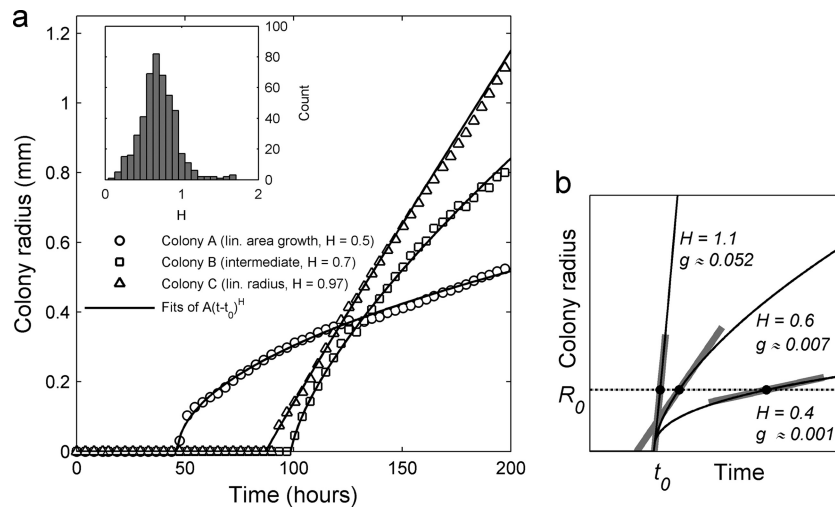 a
1.2
1
0.8
0.6
0.4
0.2
0
Colony radius (mm)
0
50
100
150
200
Time (hours)
100
80
60
40
20
0
Count
0
1
2
H
Colony A (lin. area growth, H = 0.5)
Colony B (intermediate, H = 0.7)
Colony C (lin. radius, H = 0.97)
Fits of A(t-t0)^H
b
Colony radius
H = 1.1
g ≈ 0.052
H = 0.6
g ≈ 0.007
R0
H = 0.4
g ≈ 0.001
t0
Time